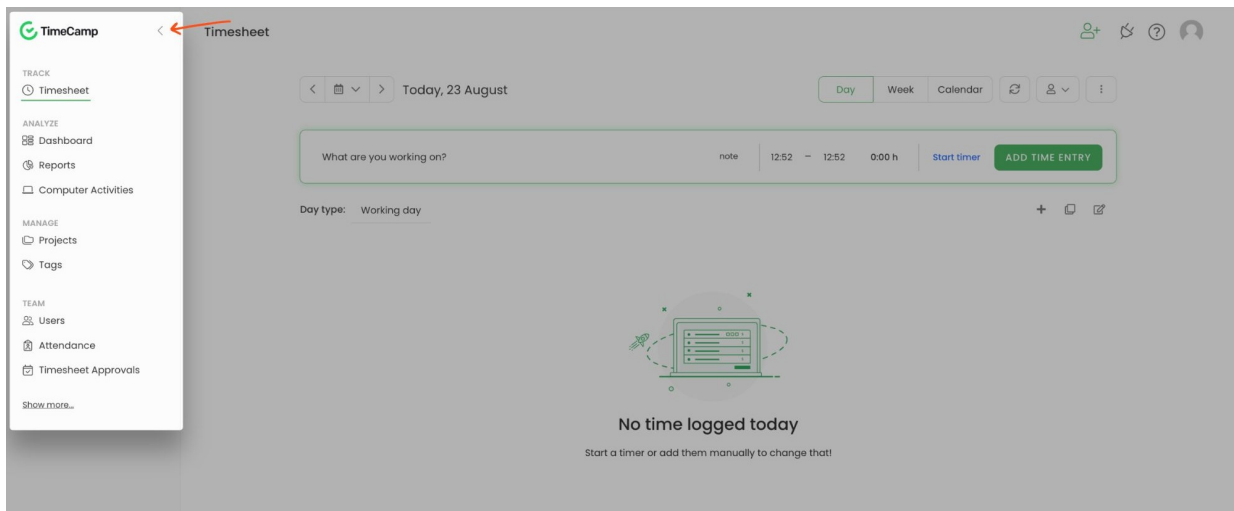 TimeCamp
TRACK
Timesheet
ANALYZE
Dashboard
Reports
Computer Activities
MANAGE
Projects
Tags
TEAM
Users
Attendance
Timesheet Approvals
Show more...
Timesheet
Today, 23 August
Day Week Calendar
What are you working on? note 12:52 – 12:52 0:00 h Start timer ADD TIME ENTRY
Day type: Working day
No time logged today
Start a timer or add them manually to change that!